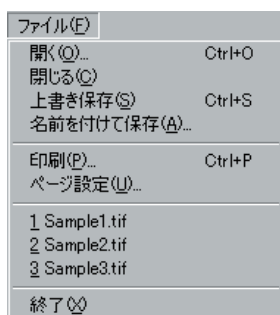 ファイル(F)
開く(O)... Ctrl+O
閉じる(C)
上書き保存(S) Ctrl+S
名前を付けて保存(A)...
印刷(P)... Ctrl+P
ページ設定(U)...
1 Sample1.tif
2 Sample2.tif
3 Sample3.tif
終了(X)